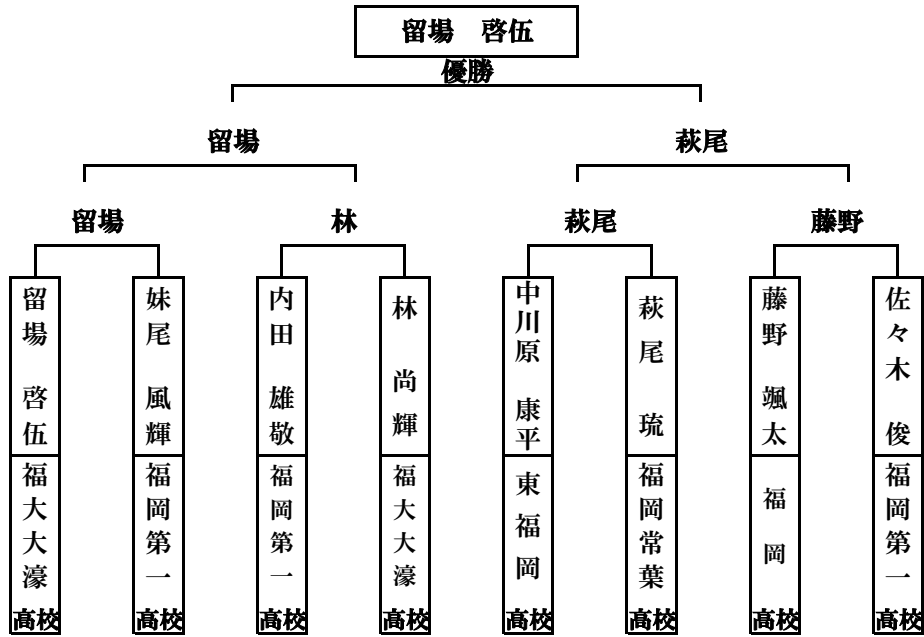 留場　啓伍
優勝
留場
萩尾
留場
林
萩尾
藤野
留場　啓伍
福大大濠
高校
妹尾　風輝
福岡第一
高校
内田　雄敬
福岡第一
高校
林　尚輝
福大大濠
高校
中川原　康平
東福岡
高校
萩尾　琉
福岡常葉
高校
藤野　颯太
福岡
高校
佐々木　俊
福岡第一
高校